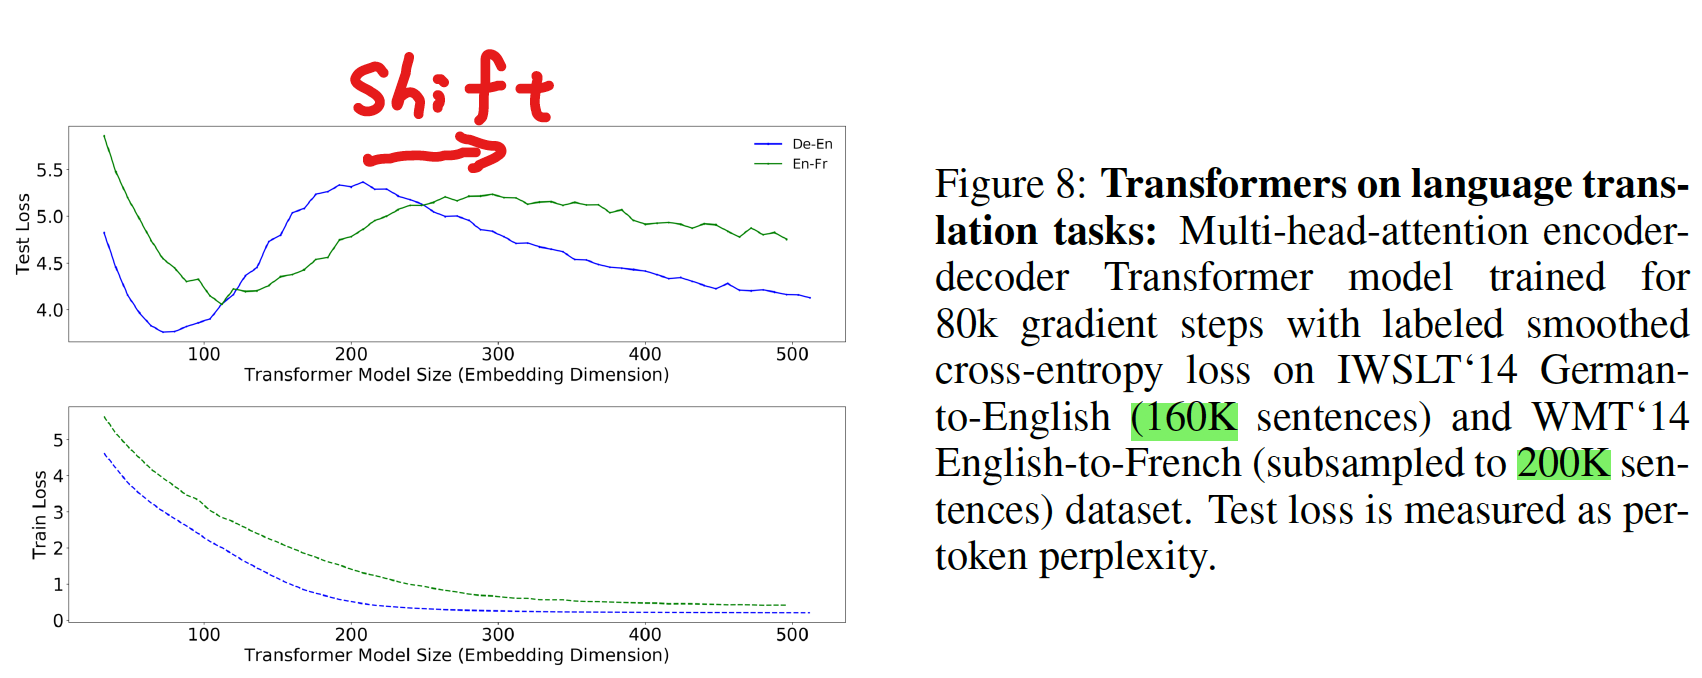 Shift
De-En
En-Fr
5.5
5.0
4.5
4.0
Test Loss
100 200 300 400 500
Transformer Model Size (Embedding Dimension)
5
4
3
2
1
0
Train Loss
100 200 300 400 500
Transformer Model Size (Embedding Dimension)
Figure 8: Transformers on language trans-
lation tasks: Multi-head-attention encoder-
decoder Transformer model trained for
80k gradient steps with labeled smoothed
cross-entropy loss on IWSLT‘14 German-
to-English (160K sentences) and WMT‘14
English-to-French (subsampled to 200K sen-
tences) dataset. Test loss is measured as per-
token perplexity.